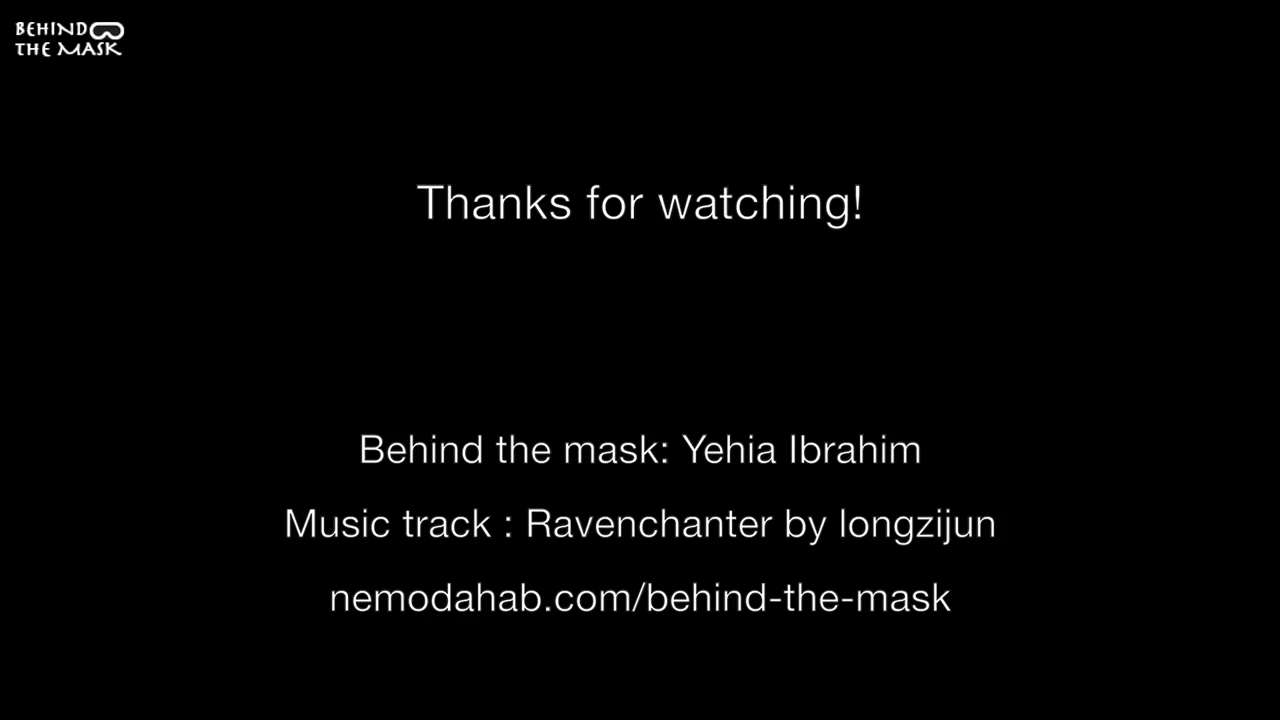 BEHIND
THE MASK
Thanks for watching!
Behind the mask: Yehia Ibrahim
Music track : Ravenchanter by longzijun
nemodahab.com/behind-the-mask